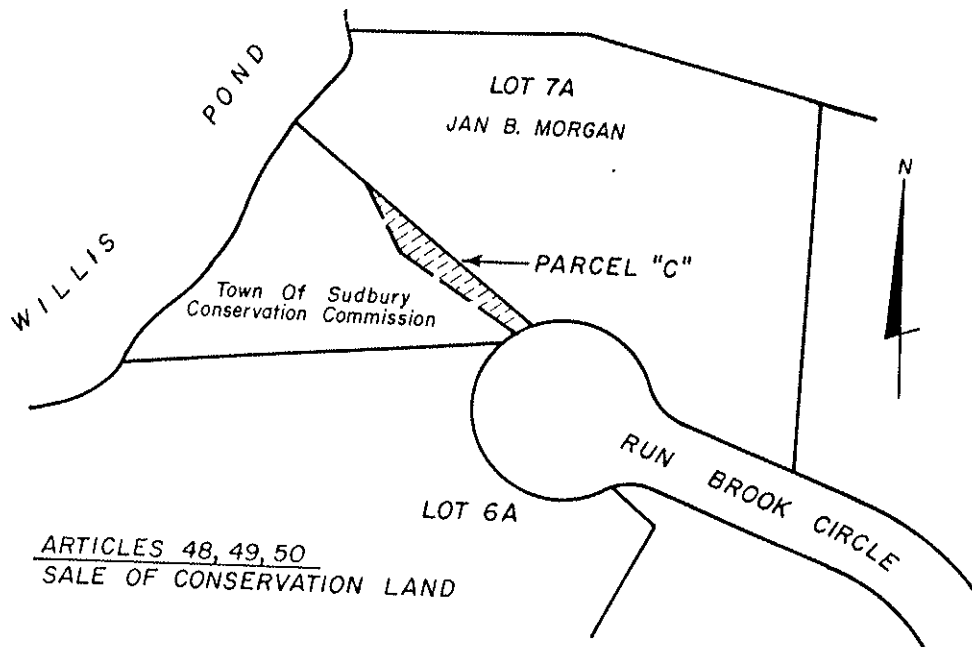 WILLIS POND
LOT 7A
JAN B. MORGAN
N
PARCEL "C"
Town Of Sudbury
Conservation Commission
RUN BROOK CIRCLE
LOT 6A
ARTICLES 48, 49, 50
SALE OF CONSERVATION LAND